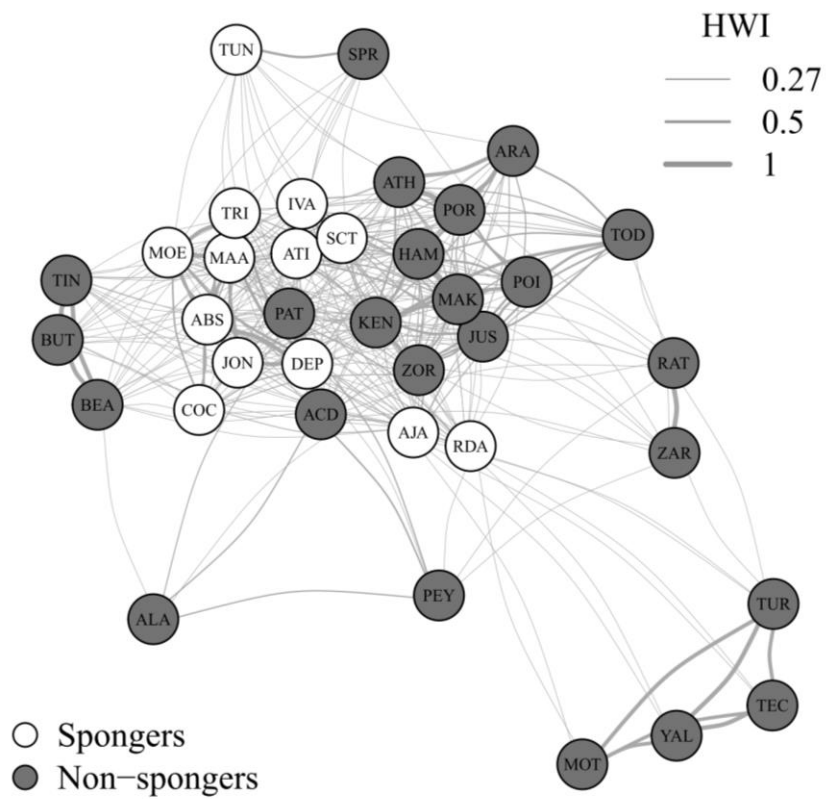 HWI
0.27
0.5
1
TUN
SPR
ARA
ATH
POR
IVA
TRI
SCT
TOD
MOE
MAA
ATI
HAM
TIN
POI
MAK
PAT
ABS
KEN
JUS
BUT
JON
DEP
ZOR
RAT
BEA
COC
ACD
AJA
RDA
ZAR
PEY
TUR
ALA
TEC
YAL
MOT
Spongers
Non−spongers